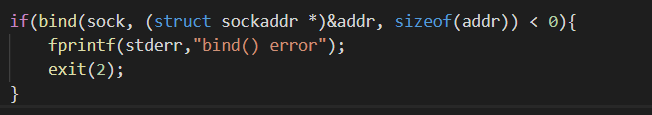 if(bind(sock, (struct sockaddr *)&addr, sizeof(addr)) < 0){
    fprintf(stderr,"bind() error");
    exit(2);
}